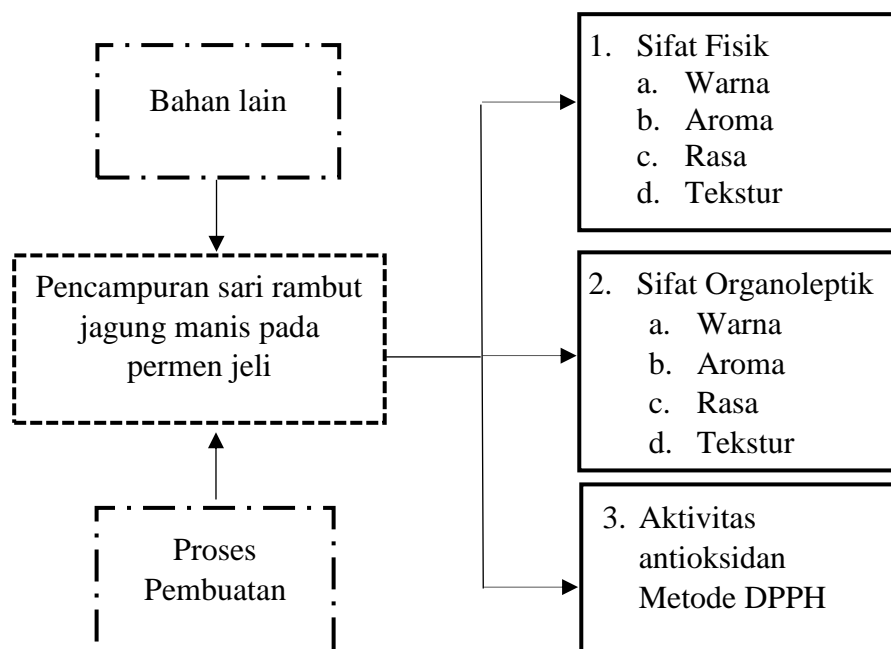 Bahan lain
Pencampuran sari rambut
jagung manis pada
permen jeli
Proses
Pembuatan
1. Sifat Fisik
a. Warna
b. Aroma
c. Rasa
d. Tekstur
2. Sifat Organoleptik
a. Warna
b. Aroma
c. Rasa
d. Tekstur
3. Aktivitas
antioksidan
Metode DPPH